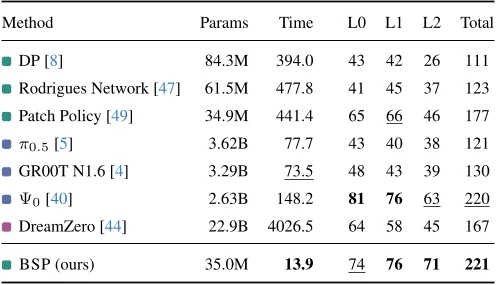 Method Params Time L0 L1 L2 Total
DP [8] 84.3M 394.0 43 42 26 111
Rodrigues Network [47] 61.5M 477.8 41 45 37 123
Patch Policy [49] 34.9M 441.4 65 66 46 177
π0.5 [5] 3.62B 77.7 43 40 38 121
GR00T N1.6 [4] 3.29B 73.5 48 43 39 130
Ψ0 [40] 2.63B 148.2 81 76 63 220
DreamZero [44] 22.9B 4026.5 64 58 45 167
BSP (ours) 35.0M 13.9 74 76 71 221